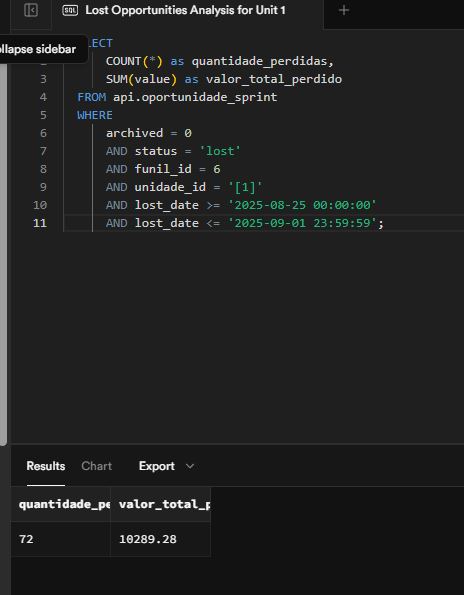 SQL Lost Opportunities Analysis for Unit 1 +
ollapse sidebar
LECT
2 COUNT(*) as quantidade_perdidas,
3 SUM(value) as valor_total_perdido
4 FROM api.oportunidade_sprint
5 WHERE
6 archived = 0
7 AND status = 'lost'
8 AND funil_id = 6
9 AND unidade_id = '[1]'
10 AND lost_date >= '2025-08-25 00:00:00'
11 AND lost_date <= '2025-09-01 23:59:59';
Results Chart Export
quantidade_pe valor_total_p
72 10289.28